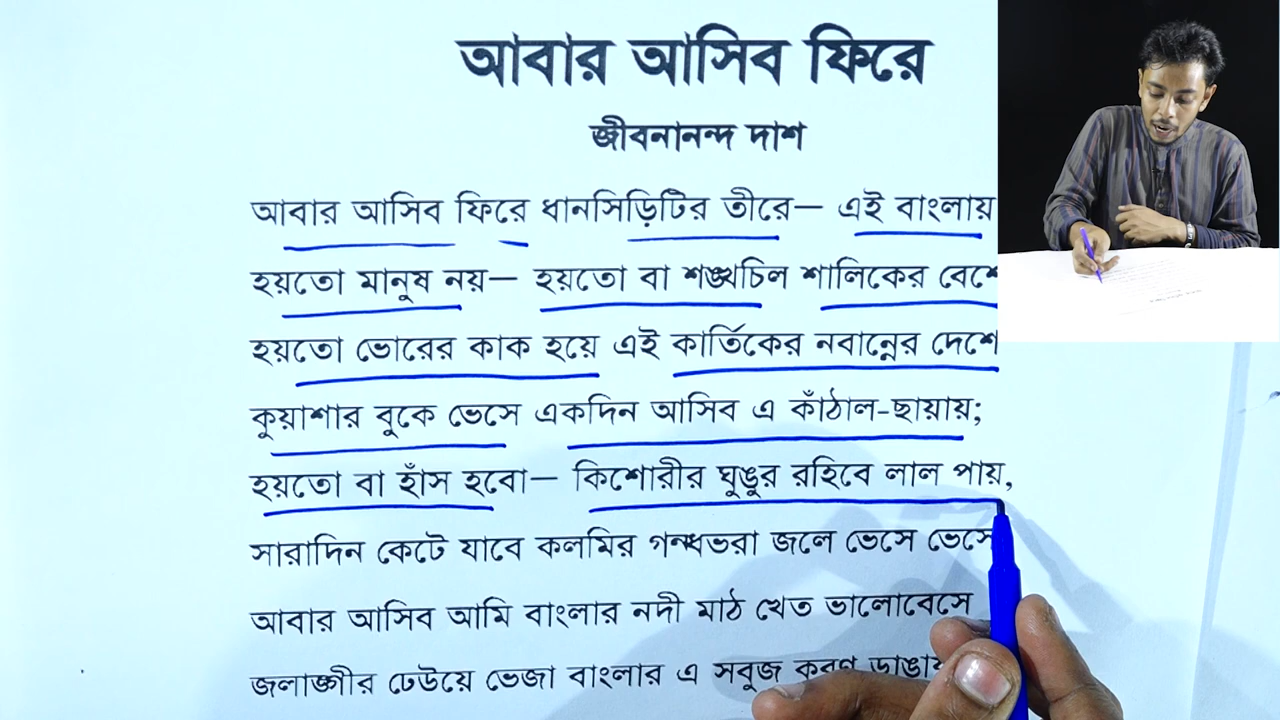 আবার আসিব ফিরে
জীবনানন্দ দাশ
আবার আসিব ফিরে ধানসিড়িটির তীরে— এই বাংলায়
হয়তো মানুষ নয়— হয়তো বা শঙ্খচিল শালিকের বেশে
হয়তো ভোরের কাক হয়ে এই কার্তিকের নবান্নের দেশে
কুয়াশার বুকে ভেসে একদিন আসিব এ কাঁঠাল-ছায়ায়;
হয়তো বা হাঁস হবো— কিশোরীর ঘুঙুর রহিবে লাল পায়,
সারাদিন কেটে যাবে কলমির গন্ধভরা জলে ভেসে ভেসে
আবার আসিব আমি বাংলার নদী মাঠ খেত ভালোবেসে
জলাঙ্গীর ঢেউয়ে ভেজা বাংলার এ সবুজ করুণ ডাঙায়